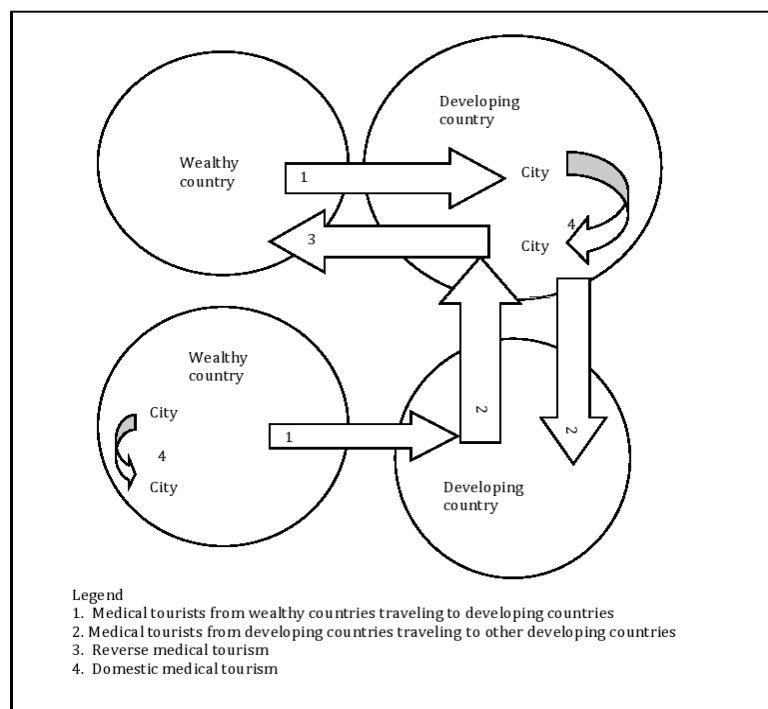 Developing
country
Wealthy
country
1
City
4
3
City
Wealthy
country
City
4
City
1
2
2
Developing
country
Legend
1. Medical tourists from wealthy countries traveling to developing countries
2. Medical tourists from developing countries traveling to other developing countries
3. Reverse medical tourism
4. Domestic medical tourism